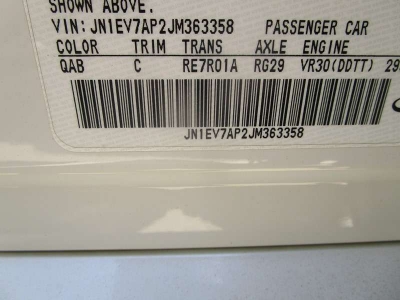 SHOWN ABOVE.
VIN: JN1EV7AP2JM363358 PASSENGER CAR
COLOR TRIM TRANS AXLE ENGINE
QAB C RE7R01A RG29 VR30(DDTT) 29
JN1EV7AP2JM363358